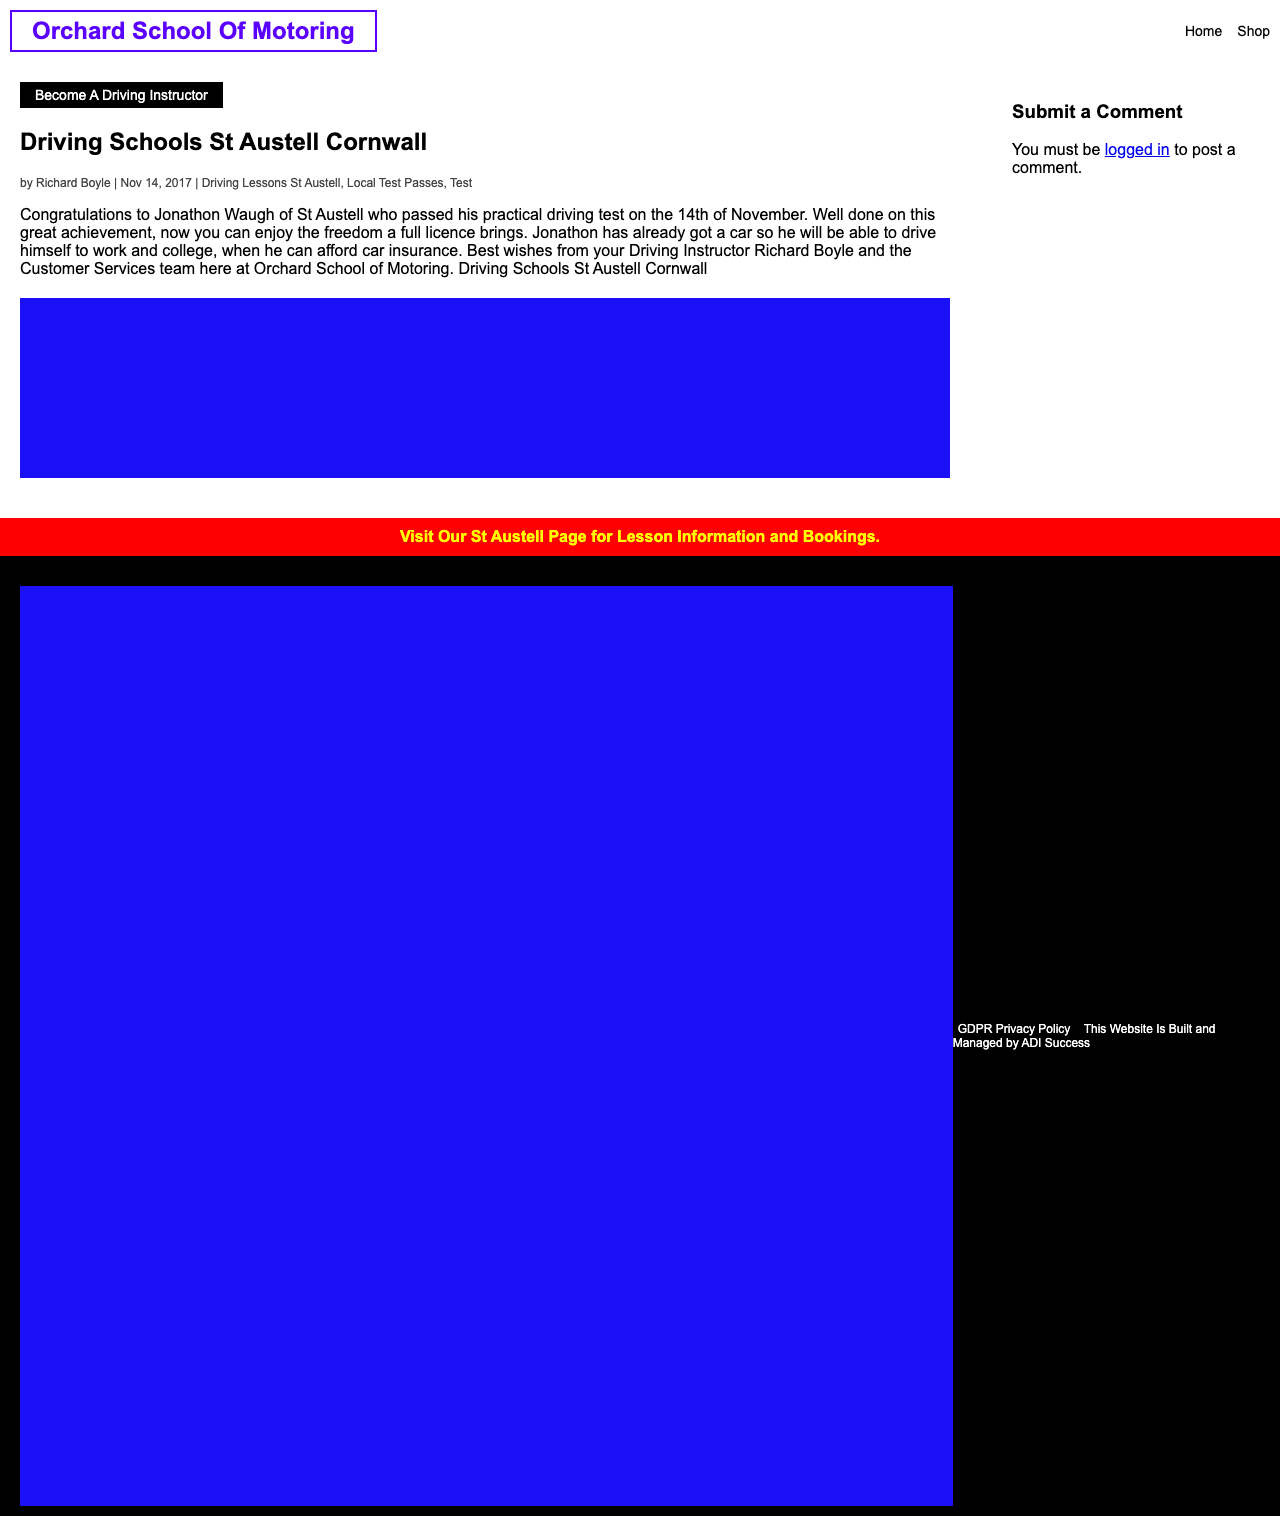 Orchard School Of Motoring
Home Shop
Become A Driving Instructor
Driving Schools St Austell Cornwall
by Richard Boyle | Nov 14, 2017 | Driving Lessons St Austell, Local Test Passes, Test
Congratulations to Jonathon Waugh of St Austell who passed his practical driving test on the 14th of November. Well done on this
great achievement, now you can enjoy the freedom a full licence brings. Jonathon has already got a car so he will be able to drive
himself to work and college, when he can afford car insurance. Best wishes from your Driving Instructor Richard Boyle and the
Customer Services team here at Orchard School of Motoring. Driving Schools St Austell Cornwall
Submit a Comment
You must be logged in to post a
comment.
Visit Our St Austell Page for Lesson Information and Bookings.
GDPR Privacy Policy This Website Is Built and
Managed by ADI Success